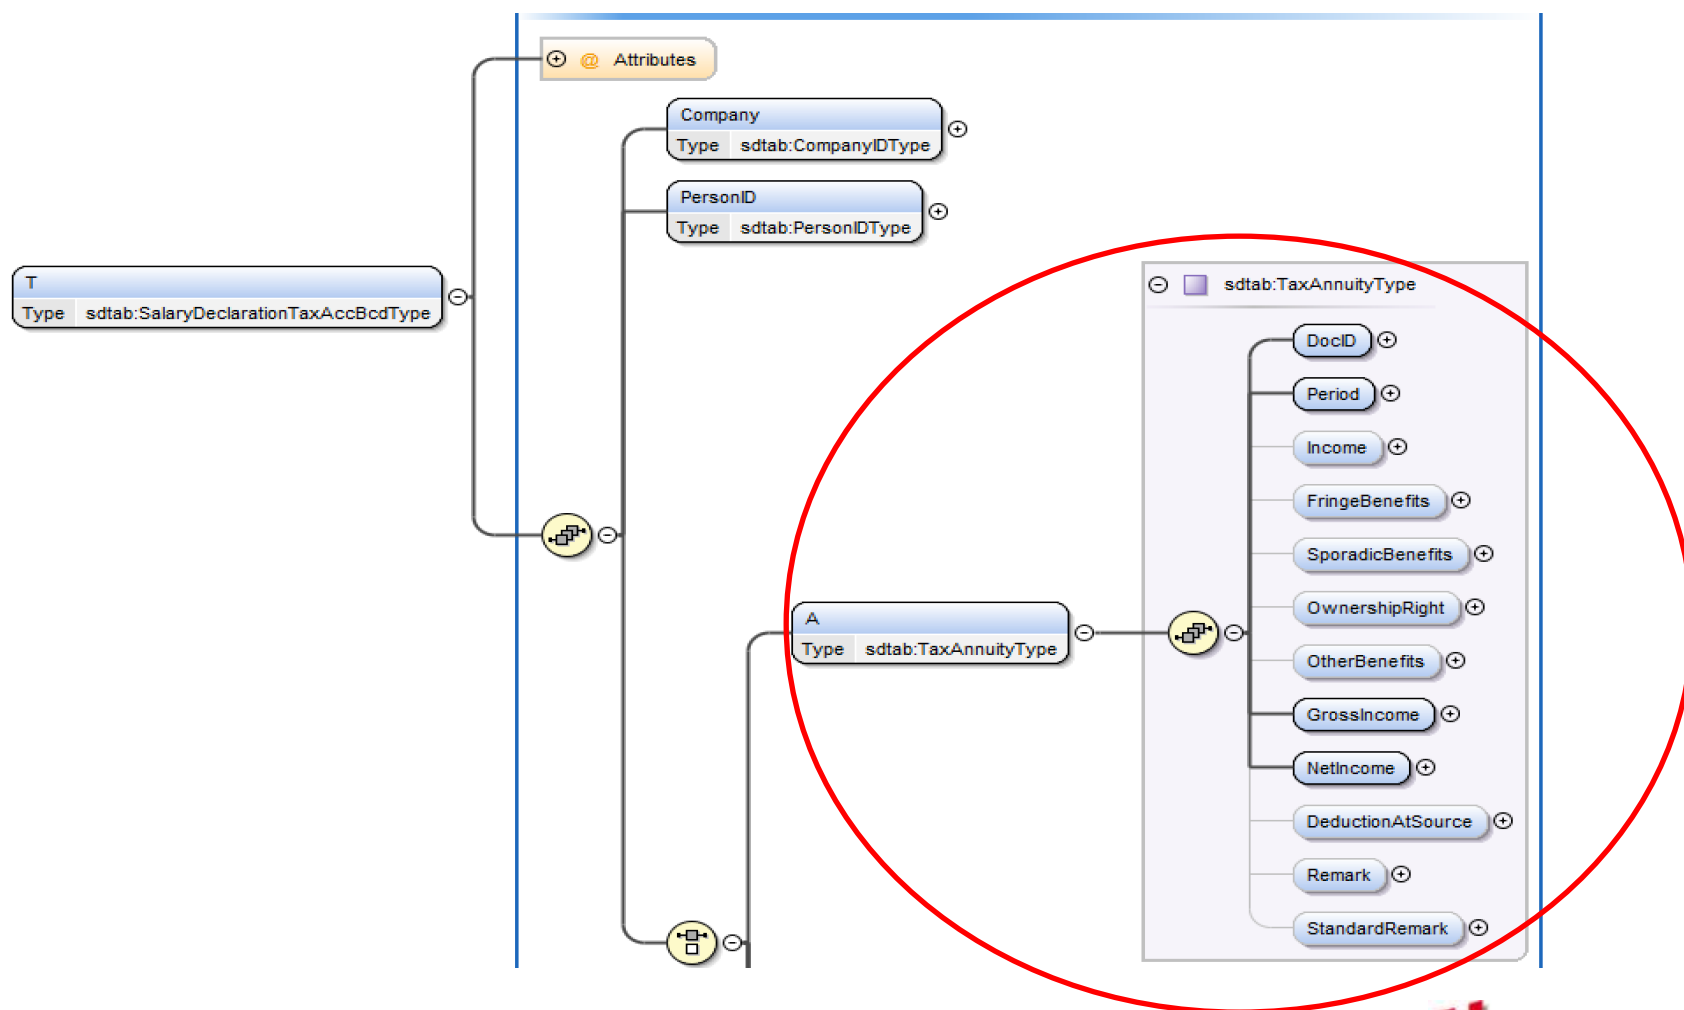 @ Attributes
Company
Type sdtab:CompanyIDType
PersonID
Type sdtab:PersonIDType
T
Type sdtab:SalaryDeclarationTaxAccBcdType
sdtab:TaxAnnuityType
DocID
Period
Income
FringeBenefits
SporadicBenefits
OwnershipRight
A
Type sdtab:TaxAnnuityType
OtherBenefits
GrossIncome
NetIncome
DeductionAtSource
Remark
StandardRemark